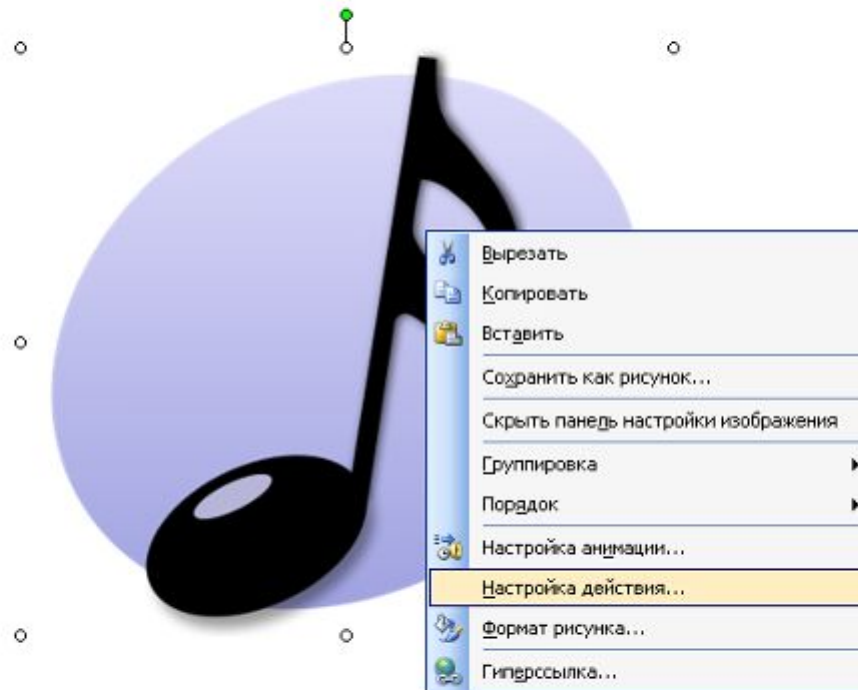 Вырезать
Копировать
Вставить
Сохранить как рисунок...
Скрыть панель настройки изображения
Группировка
Порядок
Настройка анимации...
Настройка действия...
Формат рисунка...
Гиперссылка...